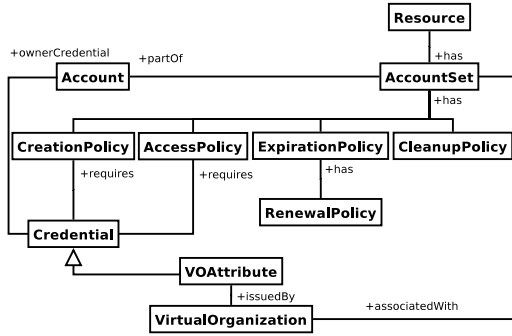 Resource
+ownerCredential
+has
Account
+partOf
AccountSet
+has
CreationPolicy
AccessPolicy
ExpirationPolicy
CleanupPolicy
+requires
+requires
+has
RenewalPolicy
Credential
VOAttribute
+issuedBy
+associatedWith
VirtualOrganization